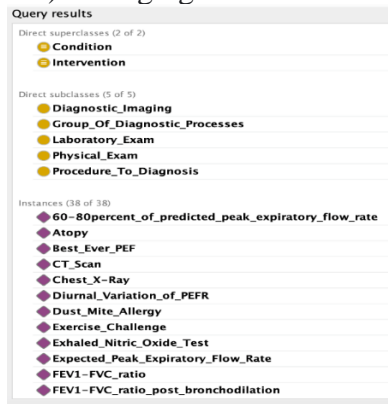 Query results
Direct superclasses (2 of 2)
Condition
Intervention
Direct subclasses (5 of 5)
Diagnostic_Imaging
Group_Of_Diagnostic_Processes
Laboratory_Exam
Physical_Exam
Procedure_To_Diagnosis
Instances (38 of 38)
60-80percent_of_predicted_peak_expiratory_flow_rate
Atopy
Best_Ever_PEF
CT_Scan
Chest_X-Ray
Diurnal_Variation_of_PEFR
Dust_Mite_Allergy
Exercise_Challenge
Exhaled_Nitric_Oxide_Test
Expected_Peak_Expiratory_Flow_Rate
FEV1-FVC_ratio
FEV1-FVC_ratio_post_bronchodilation